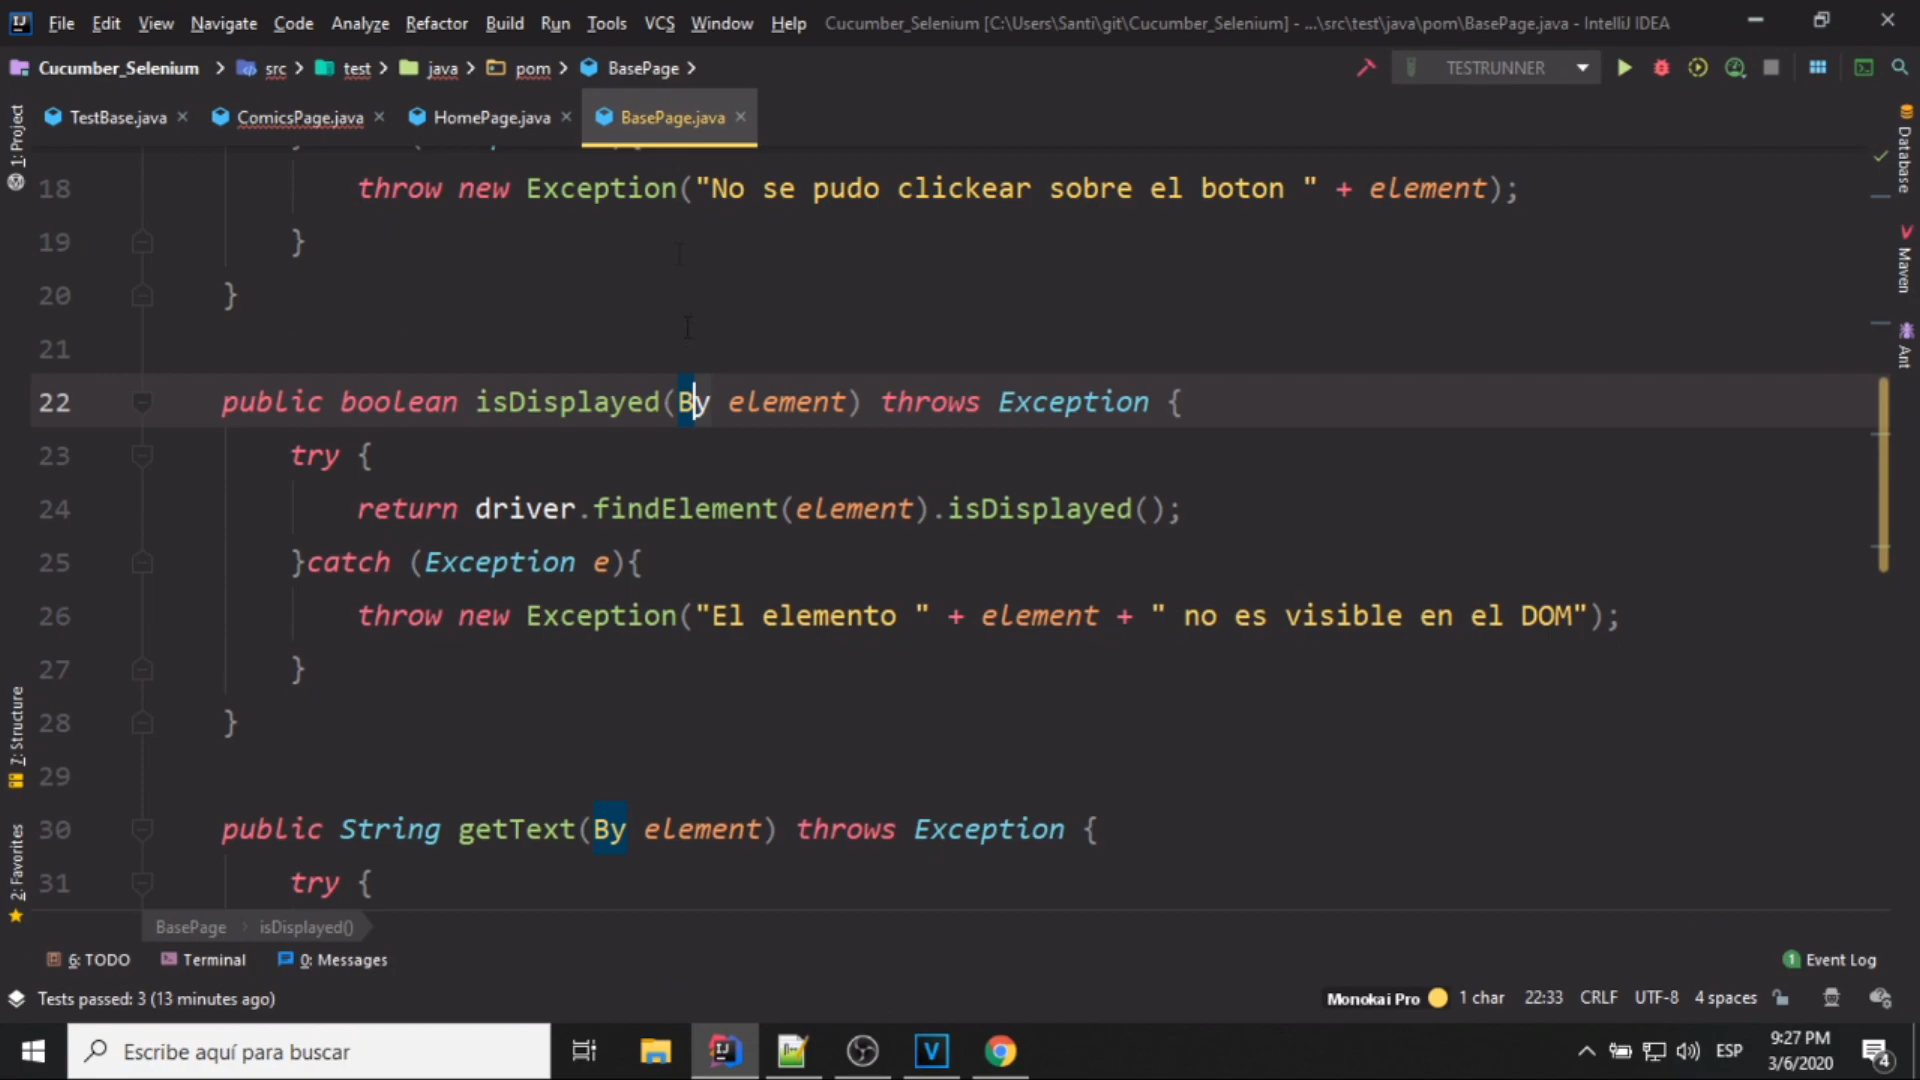 File Edit View Navigate Code Analyze Refactor Build Run Tools VCS Window Help Cucumber_Selenium [C:\Users\Santi\git\Cucumber_Selenium] - ...\src\test\java\pom\BasePage.java - IntelliJ IDEA
Cucumber_Selenium src test java pom BasePage TESTRUNNER
TestBase.java ComicsPage.java HomePage.java BasePage.java
1: Project
7: Structure
2: Favorites
Database
Maven
Ant
18 throw new Exception("No se pudo clickear sobre el boton " + element);
19 }
20 }
21
22 public boolean isDisplayed(By element) throws Exception {
23 try {
24 return driver.findElement(element).isDisplayed();
25 }catch (Exception e){
26 throw new Exception("El elemento " + element + " no es visible en el DOM");
27 }
28 }
29
30 public String getText(By element) throws Exception {
31 try {
BasePage isDisplayed()
6: TODO Terminal 0: Messages 1 Event Log
Tests passed: 3 (13 minutes ago) Monokai Pro 1 char 22:33 CRLF UTF-8 4 spaces
Escribe aquí para buscar ESP 9:27 PM
3/6/2020 4